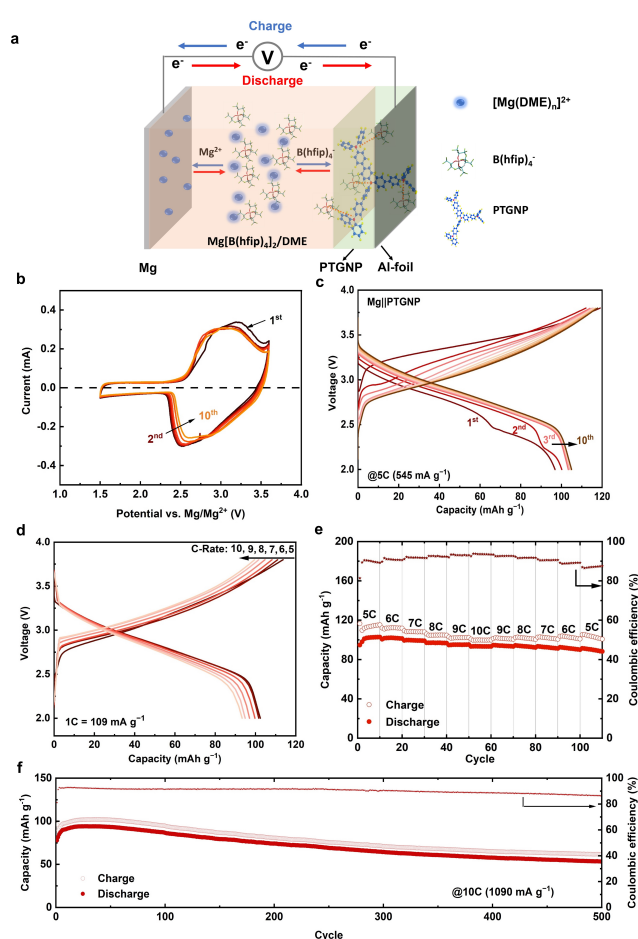 a
Charge
e- V e-
e- e-
Discharge
Mg²⁺
B(hfip)₄⁻
Mg[B(hfip)₄]₂/DME
Mg
PTGNP
Al-foil
[Mg(DME)n]²⁺
B(hfip)₄⁻
PTGNP
b
0.4
0.2
0.0
-0.2
-0.4
Current (mA)
1st
10th
2nd
1.0 1.5 2.0 2.5 3.0 3.5 4.0
Potential vs. Mg/Mg²⁺ (V)
c
Mg||PTGNP
4.0
3.5
3.0
2.5
2.0
Voltage (V)
1st
2nd
3rd
10th
@5C (545 mA g⁻¹)
0 20 40 60 80 100 120
Capacity (mAh g⁻¹)
d
C-Rate: 10, 9, 8, 7,6,5
4.0
3.0
2.0
Voltage (V)
1C = 109 mA g⁻¹
0 20 40 60 80 100 120
Capacity (mAh g⁻¹)
e
200
160
120
80
40
0
Capacity (mAh g⁻¹)
5C 6C 7C 8C 9C 10C 9C 8C 7C 6C 5C
Charge
Discharge
100
80
60
40
20
0
Coulombic efficiency (%)
0 20 40 60 80 100
Cycle
f
150
100
50
0
Capacity (mAh g⁻¹)
Charge
Discharge
@10C (1090 mA g⁻¹)
100
80
60
40
20
0
Coulombic efficiency (%)
0 100 200 300 400 500
Cycle